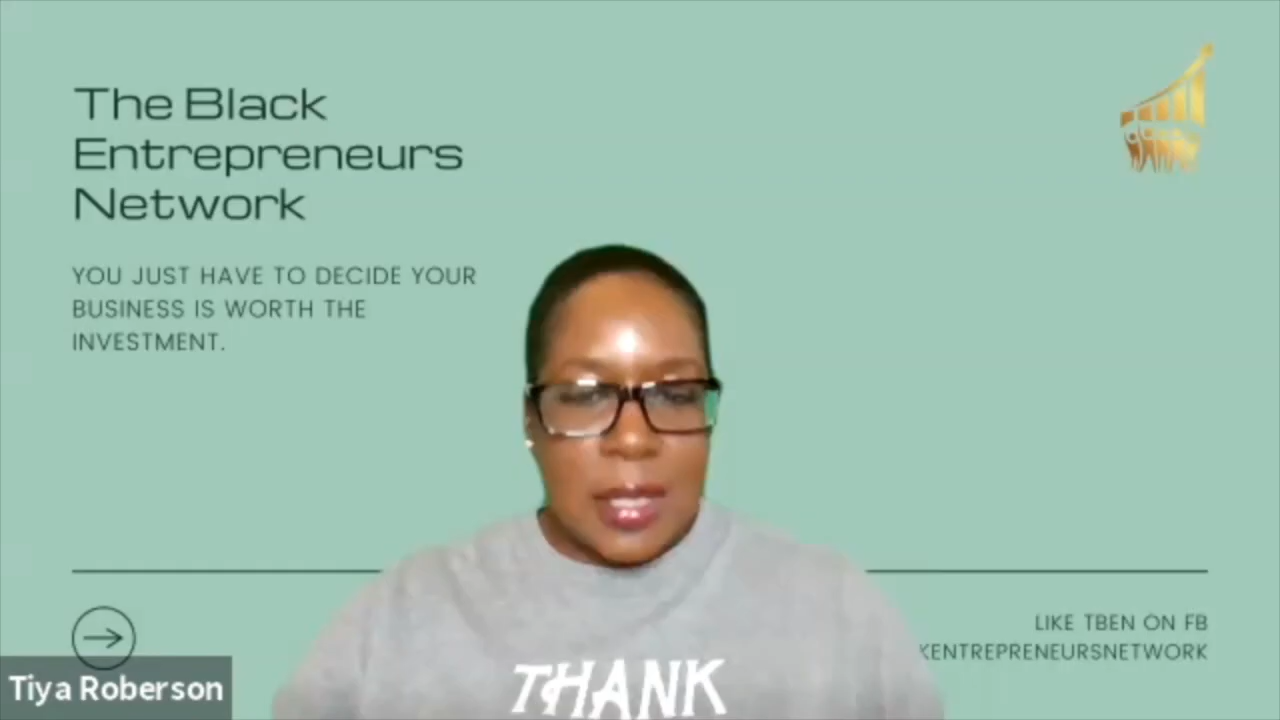 The Black
Entrepreneurs
Network
YOU JUST HAVE TO DECIDE YOUR
BUSINESS IS WORTH THE
INVESTMENT.
LIKE TBEN ON FB
KENTREPRENEURSNETWORK
Tiya Roberson
THANK